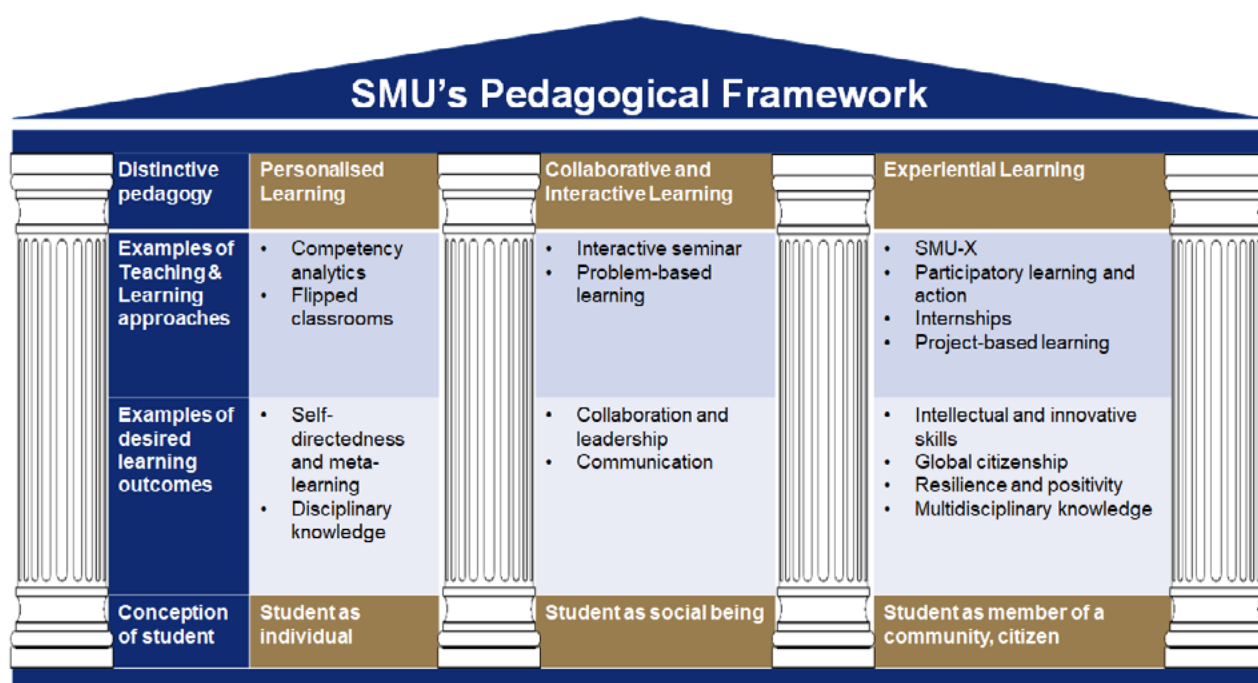 SMU's Pedagogical Framework
Distinctive
pedagogy
Personalised
Learning
Collaborative and
Interactive Learning
Experiential Learning
Examples of
Teaching &
Learning
approaches
• Competency
analytics
• Flipped
classrooms
• Interactive seminar
• Problem-based
learning
• SMU-X
• Participatory learning and
action
• Internships
• Project-based learning
Examples of
desired
learning
outcomes
• Self-
directedness
and meta-
learning
• Disciplinary
knowledge
• Collaboration and
leadership
• Communication
• Intellectual and innovative
skills
• Global citizenship
• Resilience and positivity
• Multidisciplinary knowledge
Conception
of student
Student as
individual
Student as social being
Student as member of a
community, citizen